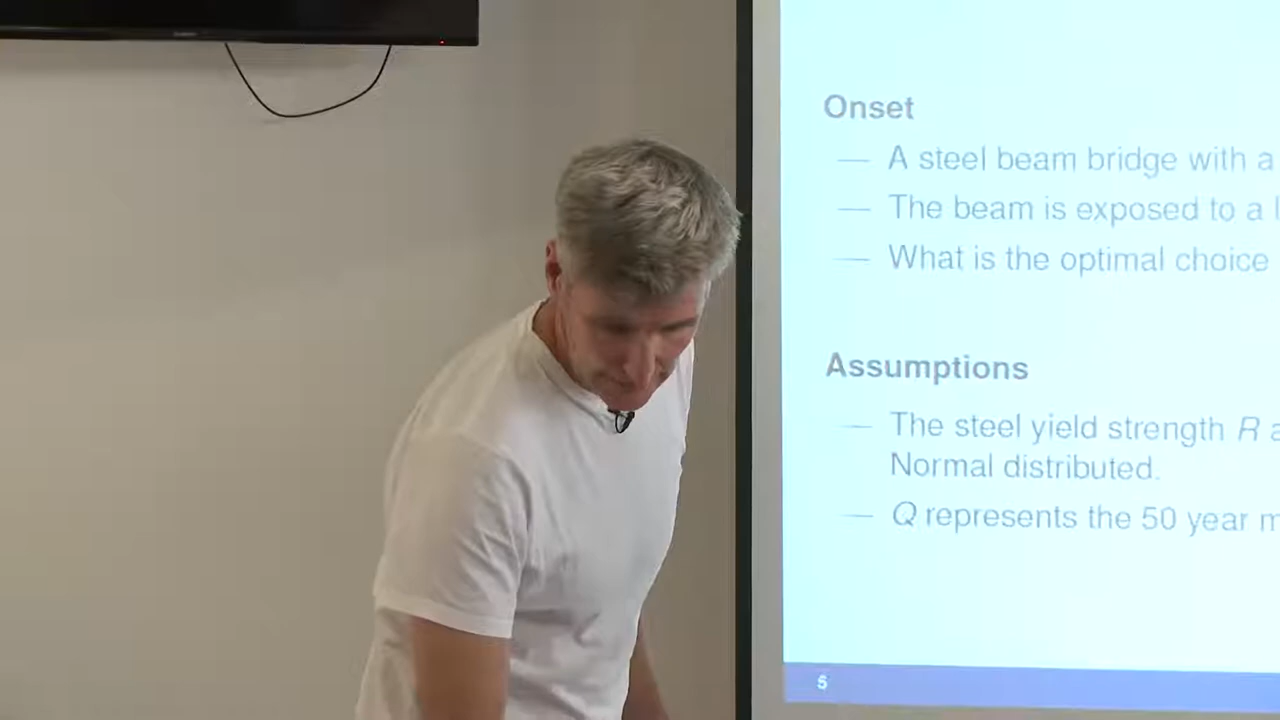 Onset
— A steel beam bridge with a
— The beam is exposed to a
— What is the optimal choice
Assumptions
— The steel yield strength R
Normal distributed.
— Q represents the 50 year
5